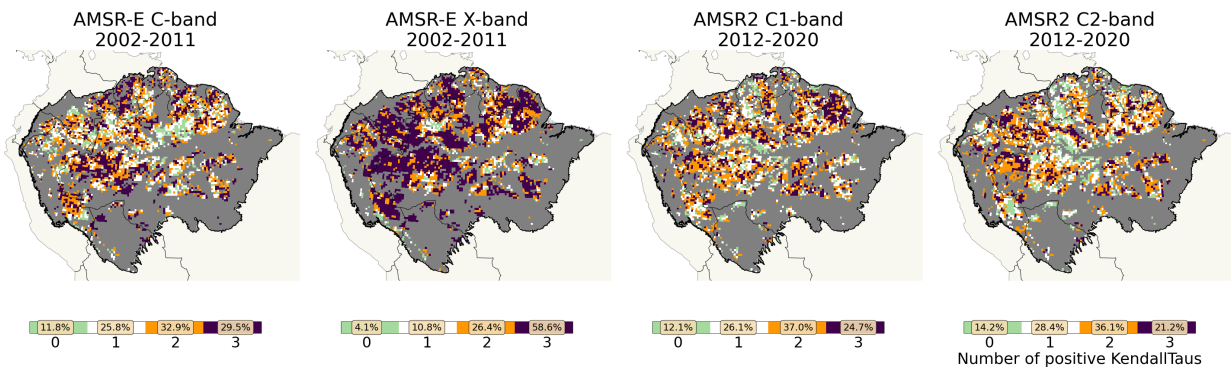 AMSR-E C-band
2002-2011
AMSR-E X-band
2002-2011
AMSR2 C1-band
2012-2020
AMSR2 C2-band
2012-2020
11.8% 25.8% 32.9% 29.5%
0 1 2 3
4.1% 10.8% 26.4% 58.6%
0 1 2 3
12.1% 26.1% 37.0% 24.7%
0 1 2 3
14.2% 28.4% 36.1% 21.2%
0 1 2 3
Number of positive KendallTaus